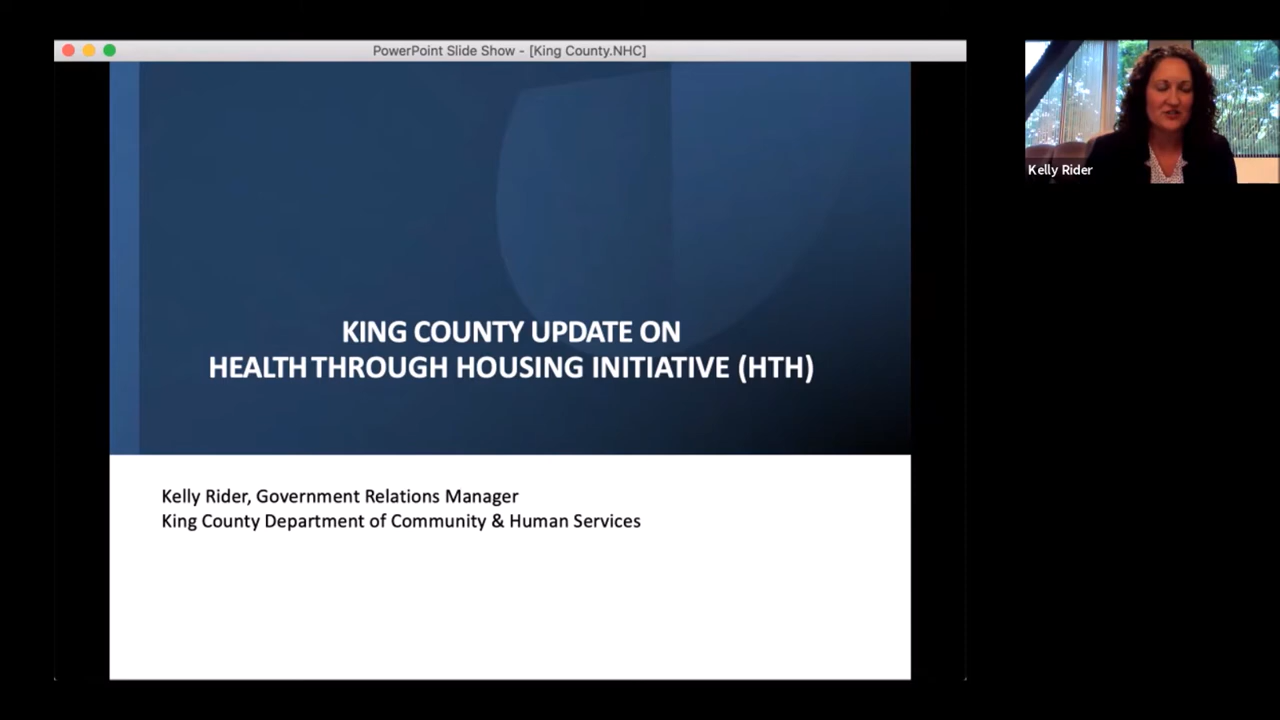 PowerPoint Slide Show - [King County.NHC]
KING COUNTY UPDATE ON
HEALTH THROUGH HOUSING INITIATIVE (HTH)
Kelly Rider, Government Relations Manager
King County Department of Community & Human Services
Kelly Rider